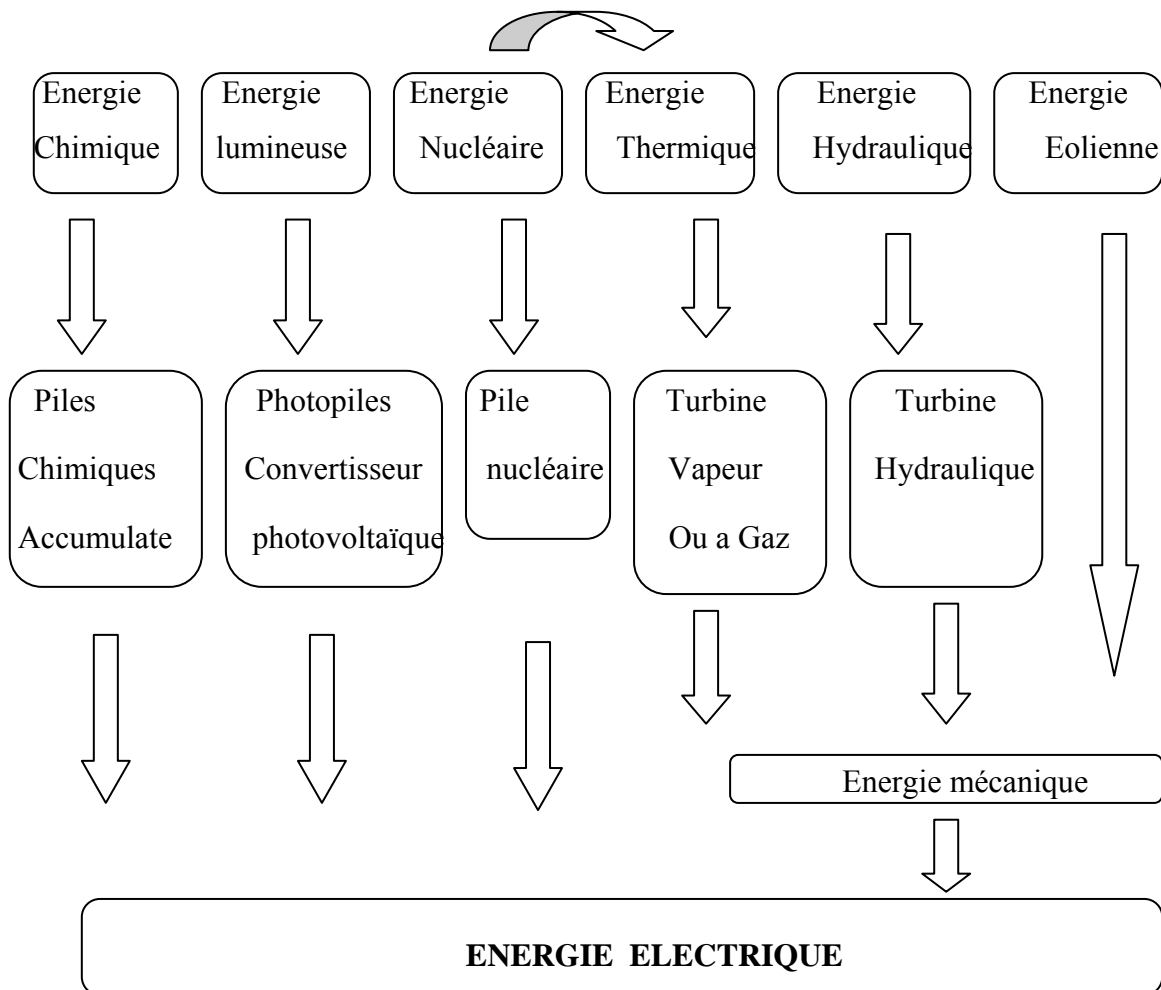 Energie
Chimique
Energie
lumineuse
Energie
Nucléaire
Energie
Thermique
Energie
Hydraulique
Energie
Eolienne
Piles
Chimiques
Accumulate
Photopiles
Convertisseur
photovoltaïque
Pile
nucléaire
Turbine
Vapeur
Ou a Gaz
Turbine
Hydraulique
Energie mécanique
ENERGIE ELECTRIQUE